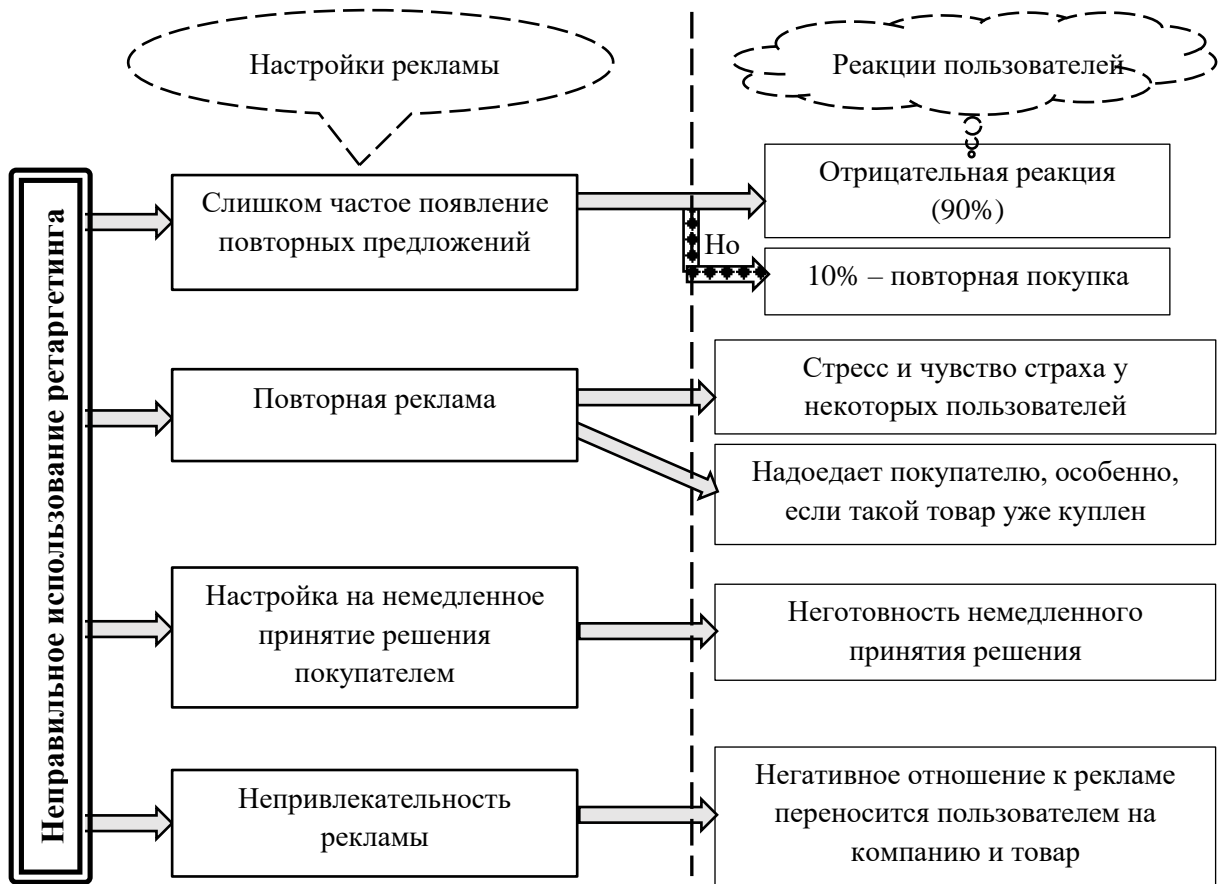 Настройки рекламы
Реакции пользователей
Неправильное использование ретаргетинга
Слишком частое появление
повторных предложений
Отрицательная реакция
(90%)
Но
10% – повторная покупка
Повторная реклама
Стресс и чувство страха у
некоторых пользователей
Надоедает покупателю, особенно,
если такой товар уже куплен
Настройка на немедленное
принятие решения
покупателем
Неготовность немедленного
принятия решения
Непривлекательность
рекламы
Негативное отношение к рекламе
переносится пользователем на
компанию и товар